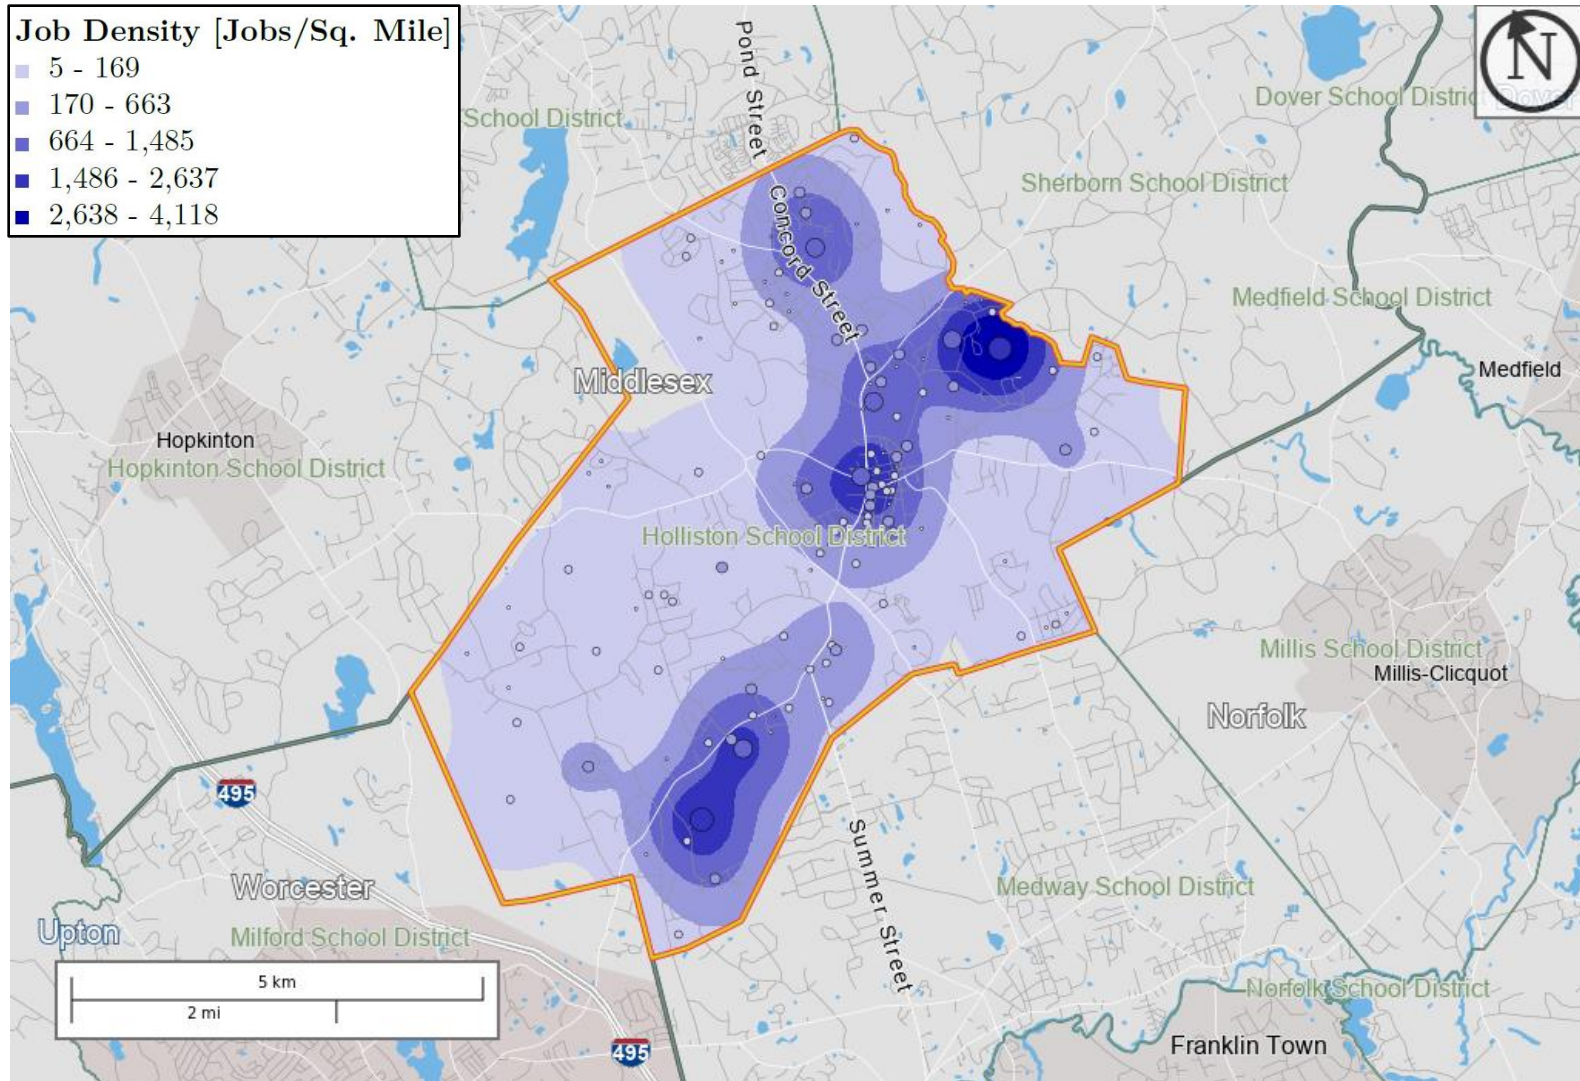 Job Density [Jobs/Sq. Mile]
5 - 169
170 - 663
664 - 1,485
1,486 - 2,637
2,638 - 4,118
Pond Street
N
Dover School Distric
Dover
School District
Sherborn School District
Concord Street
Medfield School District
Middlesex
Medfield
Hopkinton
Hopkinton School District
Holliston School District
Millis School District
Millis-Clicquot
Norfolk
495
Summer Street
Worcester
Medway School District
Upton
Milford School District
5 km
2 mi
Norfolk School District
495
Franklin Town